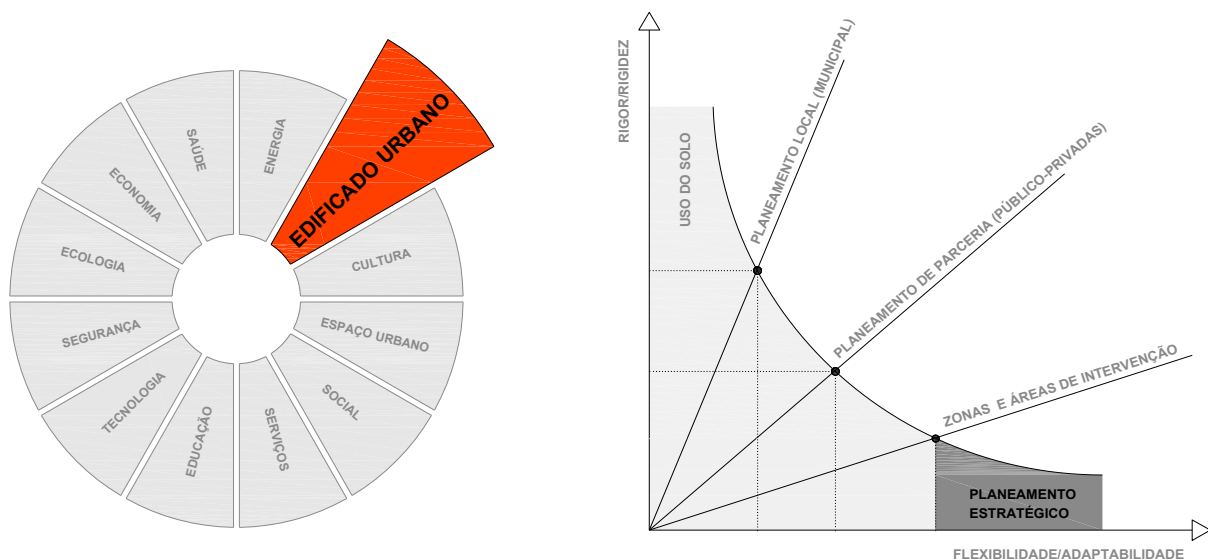 EDIFICADO URBANO
CULTURA
ESPAÇO URBANO
SOCIAL
SERVIÇOS
EDUCAÇÃO
TECNOLOGIA
SEGURANÇA
ECOLOGIA
ECONOMIA
SAÚDE
ENERGIA
RIGOR/RIGIDEZ
USO DO SOLO
PLANEAMENTO LOCAL (MUNICIPAL)
PLANEAMENTO DE PARCERIA (PÚBLICO-PRIVADAS)
ZONAS E ÁREAS DE INTERVENÇÃO
PLANEAMENTO
ESTRATÉGICO
FLEXIBILIDADE/ADAPTABILIDADE